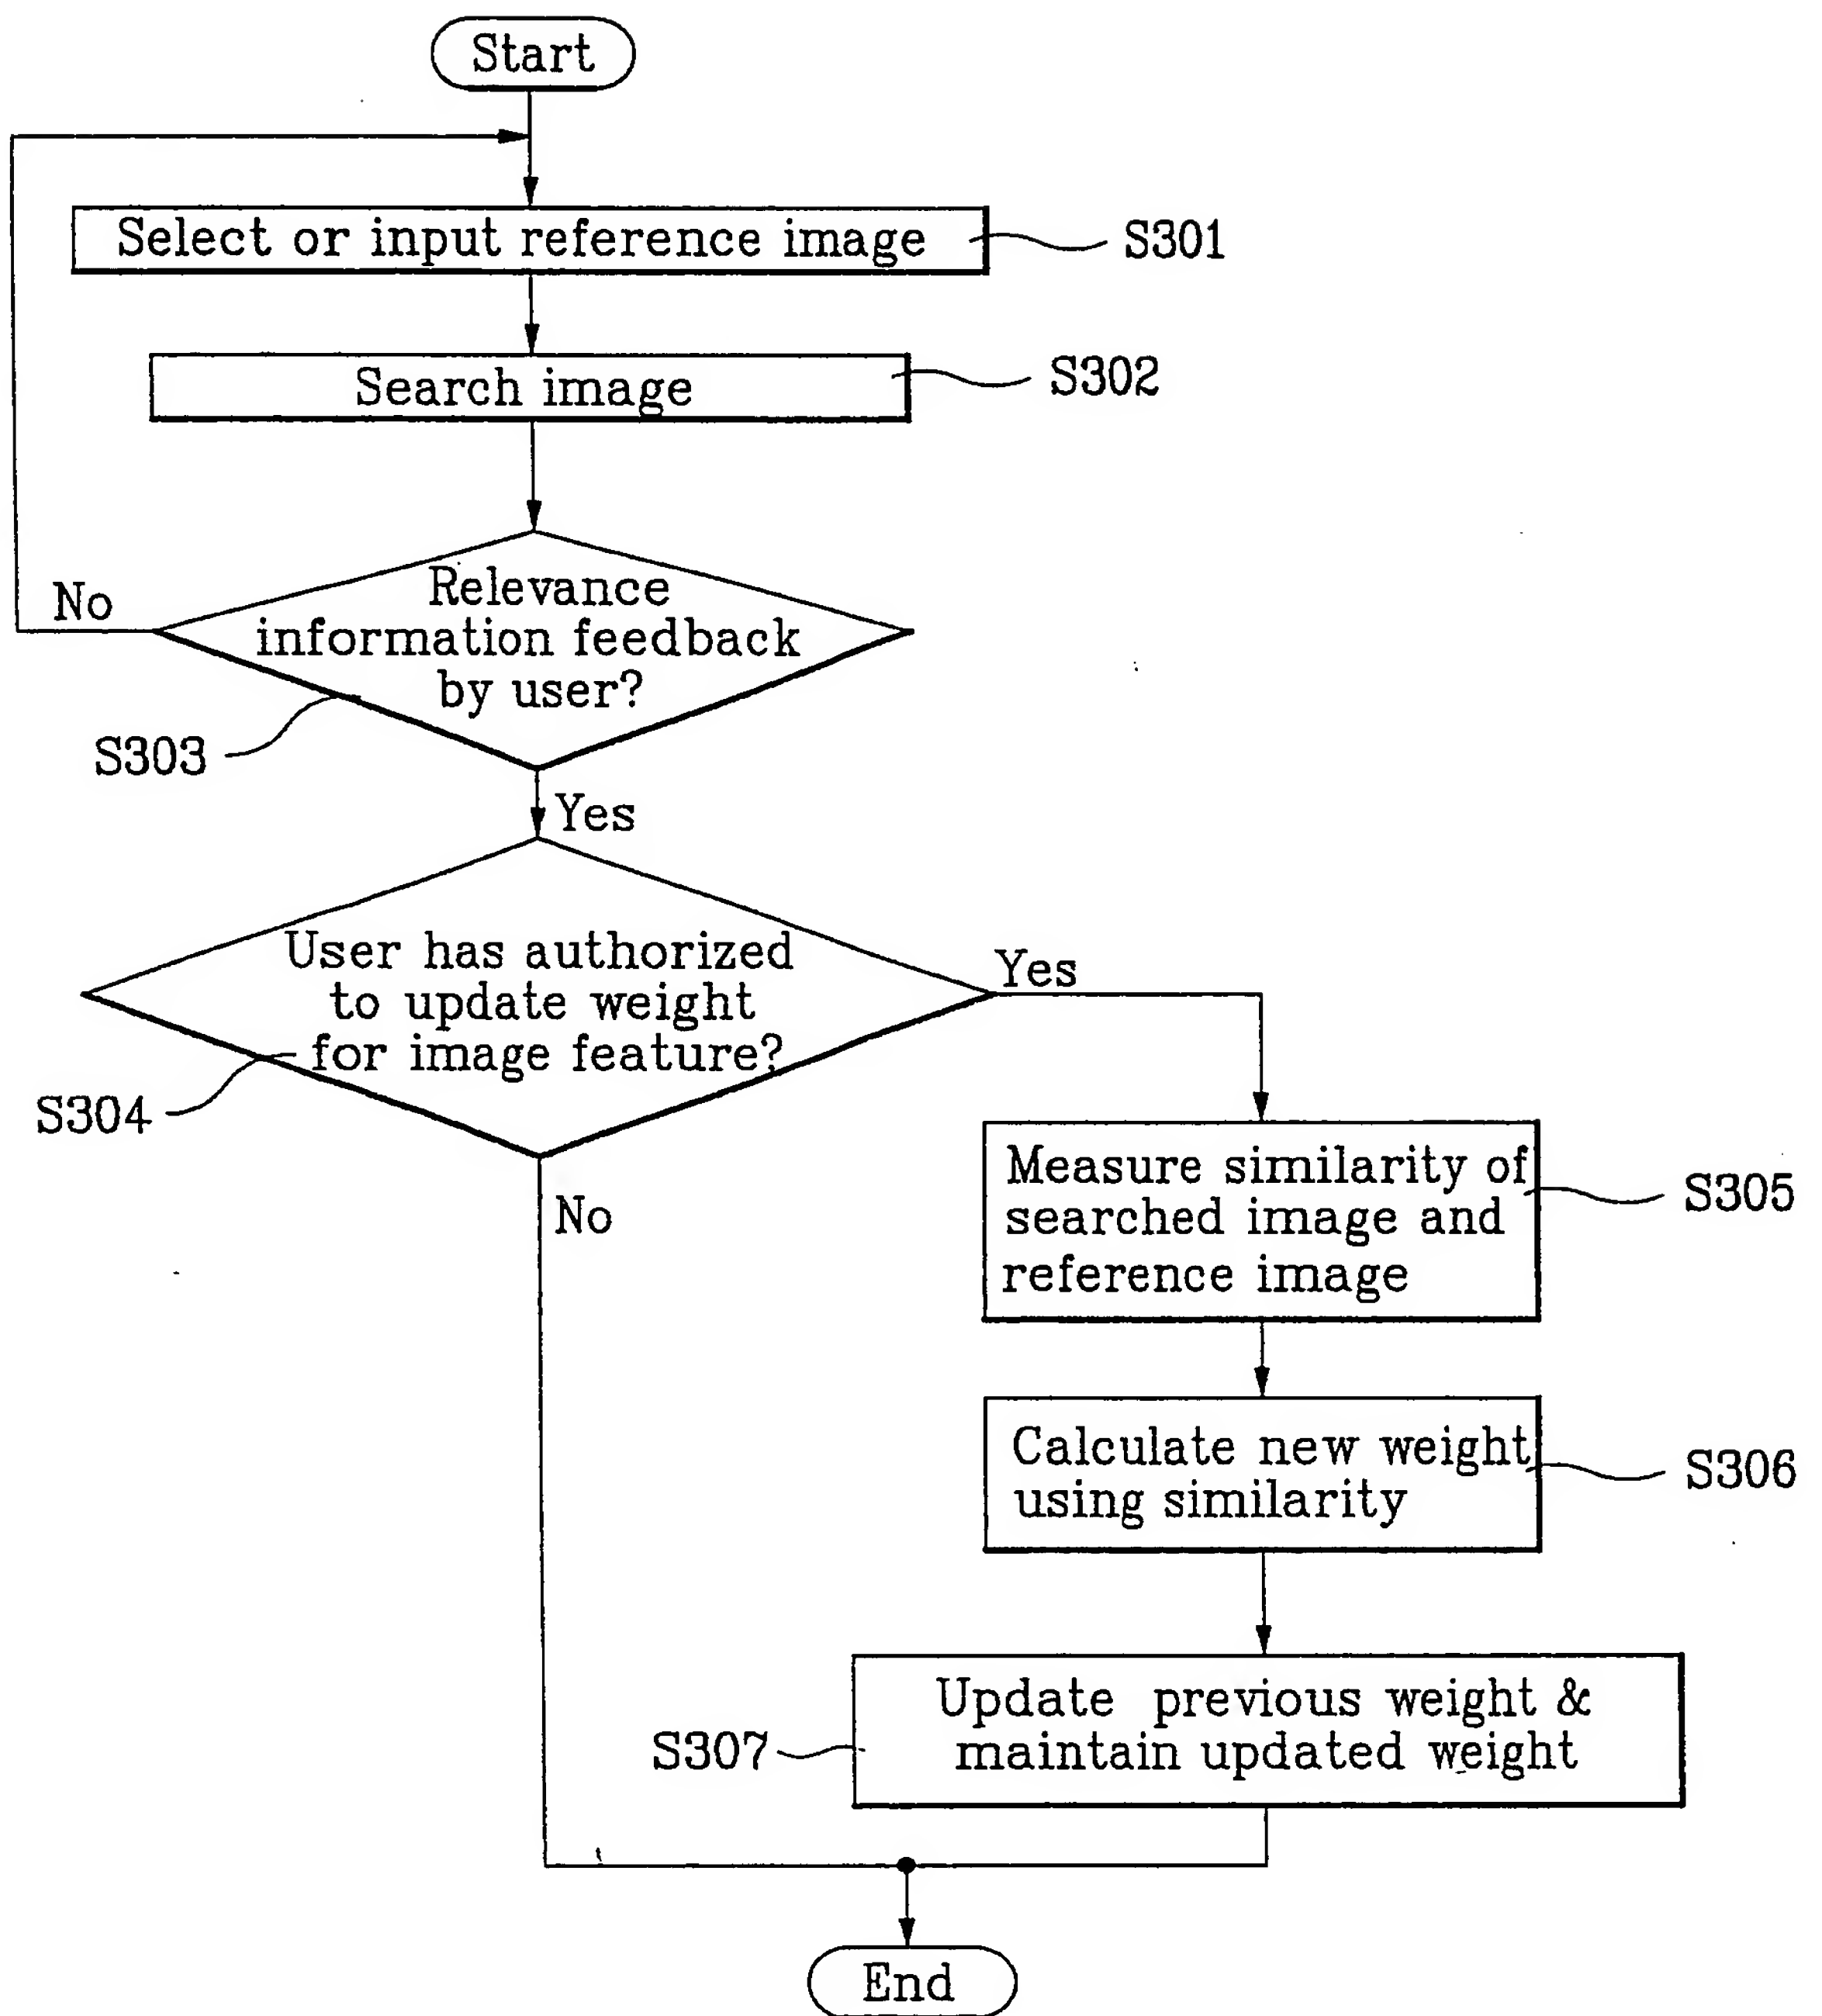 Start
Select or input reference image
S301
Search image
S302
Relevance
information feedback
by user?
No
S303
Yes
User has authorized
to update weight
for image feature?
Yes
S304
No
Measure similarity of
searched image and
reference image
S305
Calculate new weight
using similarity
S306
Update previous weight &
maintain updated weight
S307
End